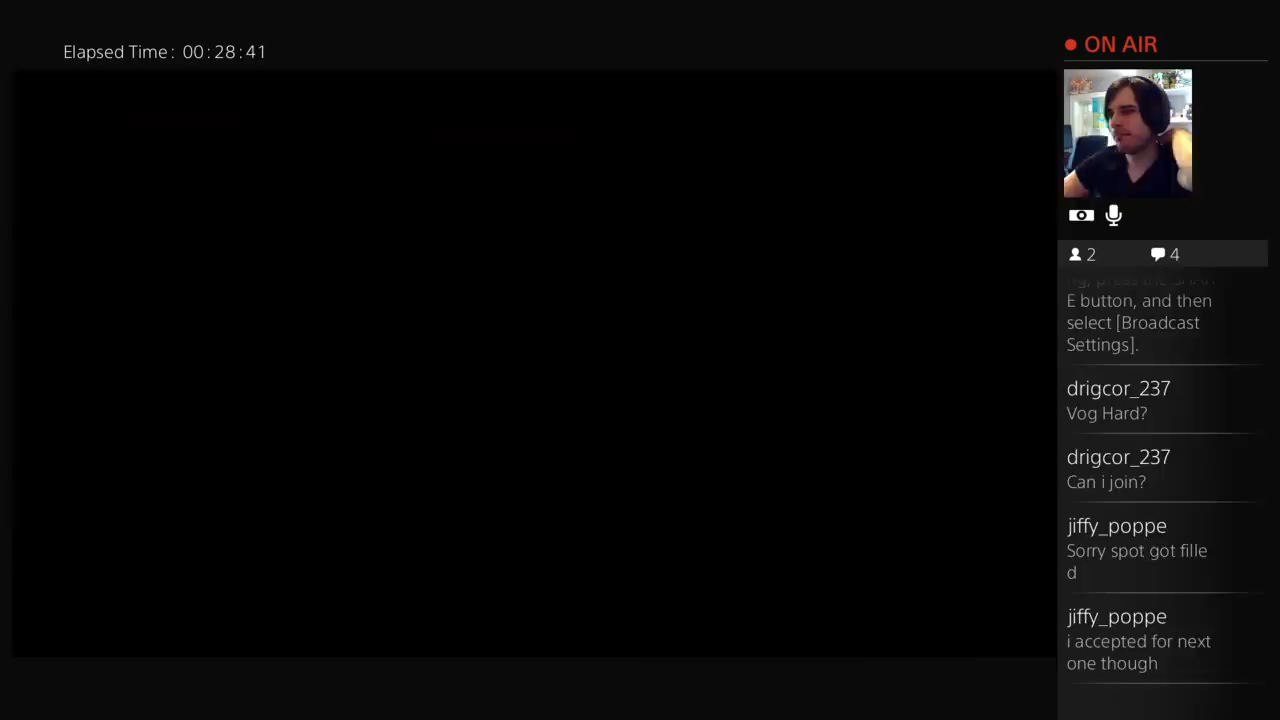 Elapsed Time: 00:28:41
ON AIR
2 4
E button, and then
select [Broadcast
Settings].
drigcor_237
Vog Hard?
drigcor_237
Can i join?
jiffy_poppe
Sorry spot got fille
d
jiffy_poppe
i accepted for next
one though